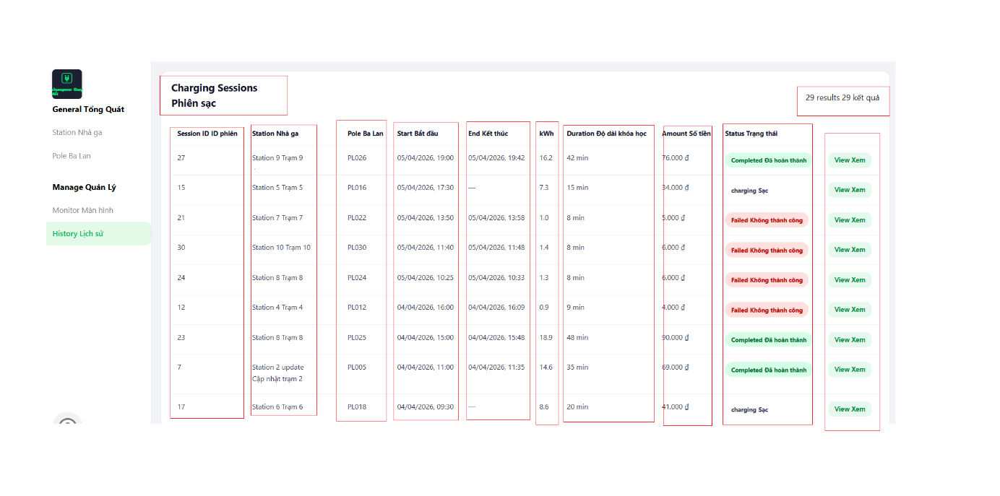 General Tổng Quát
Station Nhà ga
Pole Ba Lan
Manage Quản Lý
Monitor Màn hình
History Lịch sử
Charging Sessions
Phiên sạc
29 results 29 kết quả
Session ID ID phiên Station Nhà ga Pole Ba Lan Start Bắt đầu End Kết thúc kWh Duration Độ dài khóa học Amount Số tiền Status Trạng thái
27 Station 9 Trạm 9 PL026 05/04/2026, 19:00 05/04/2026, 19:42 16.2 42 min 76.000 ₫ Completed Đã hoàn thành View Xem
15 Station 5 Trạm 5 PL016 05/04/2026, 17:30 — 7.3 15 min 34.000 ₫ charging Sạc View Xem
21 Station 7 Trạm 7 PL022 05/04/2026, 13:50 05/04/2026, 13:58 1.0 8 min 5.000 ₫ Failed Không thành công View Xem
30 Station 10 Trạm 10 PL030 05/04/2026, 11:40 05/04/2026, 11:48 1.4 8 min 6.000 ₫ Failed Không thành công View Xem
24 Station 8 Trạm 8 PL024 05/04/2026, 10:25 05/04/2026, 10:33 1.3 8 min 6.000 ₫ Failed Không thành công View Xem
12 Station 4 Trạm 4 PL012 04/04/2026, 16:00 04/04/2026, 16:09 0.9 9 min 4.000 ₫ Failed Không thành công View Xem
23 Station 8 Trạm 8 PL025 04/04/2026, 15:00 04/04/2026, 15:48 18.9 48 min 90.000 ₫ Completed Đã hoàn thành View Xem
7 Station 2 update PL005 04/04/2026, 11:00 04/04/2026, 11:35 14.6 35 min 69.000 ₫ Completed Đã hoàn thành View Xem
Cập nhật trạm 2
17 Station 6 Trạm 6 PL018 04/04/2026, 09:30 — 8.6 20 min 41.000 ₫ charging Sạc View Xem